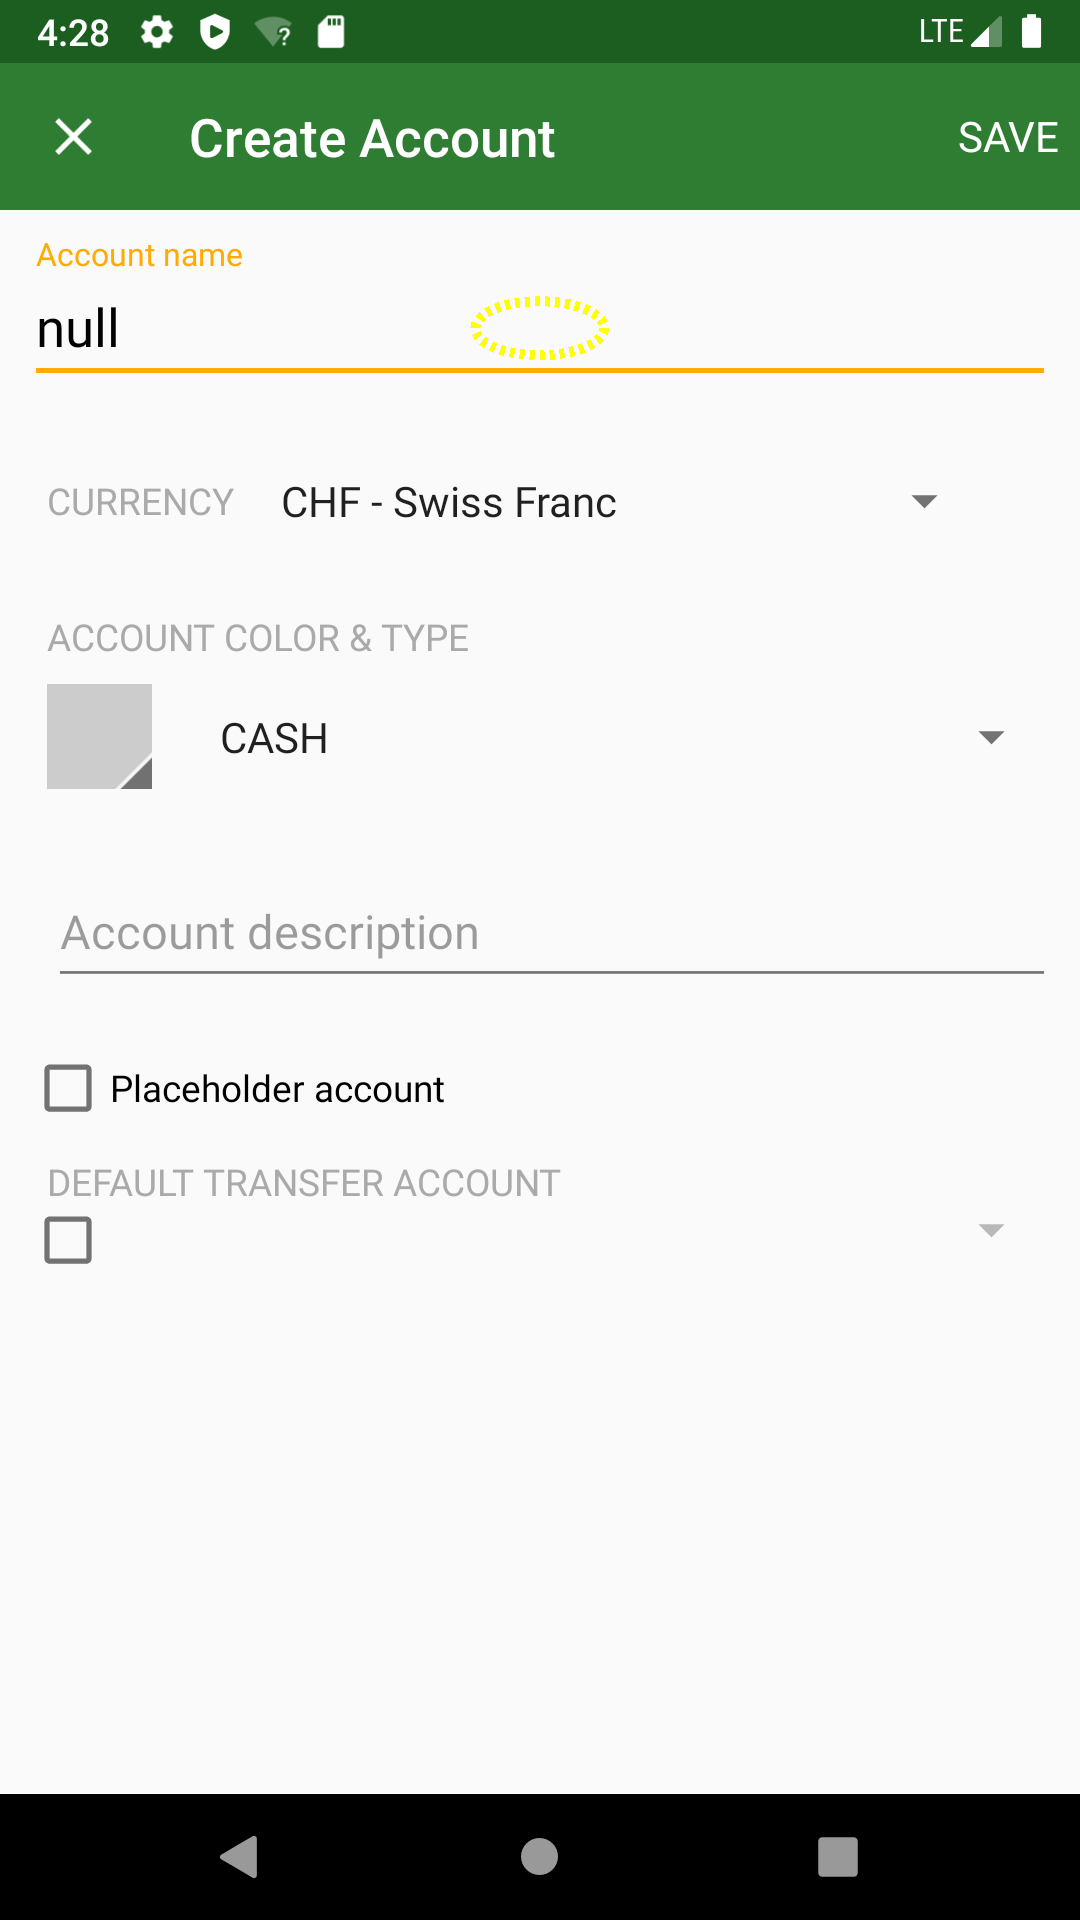 4:28
LTE
Create Account
SAVE
Account name
null
CURRENCY
CHF - Swiss Franc
ACCOUNT COLOR & TYPE
CASH
Account description
Placeholder account
DEFAULT TRANSFER ACCOUNT